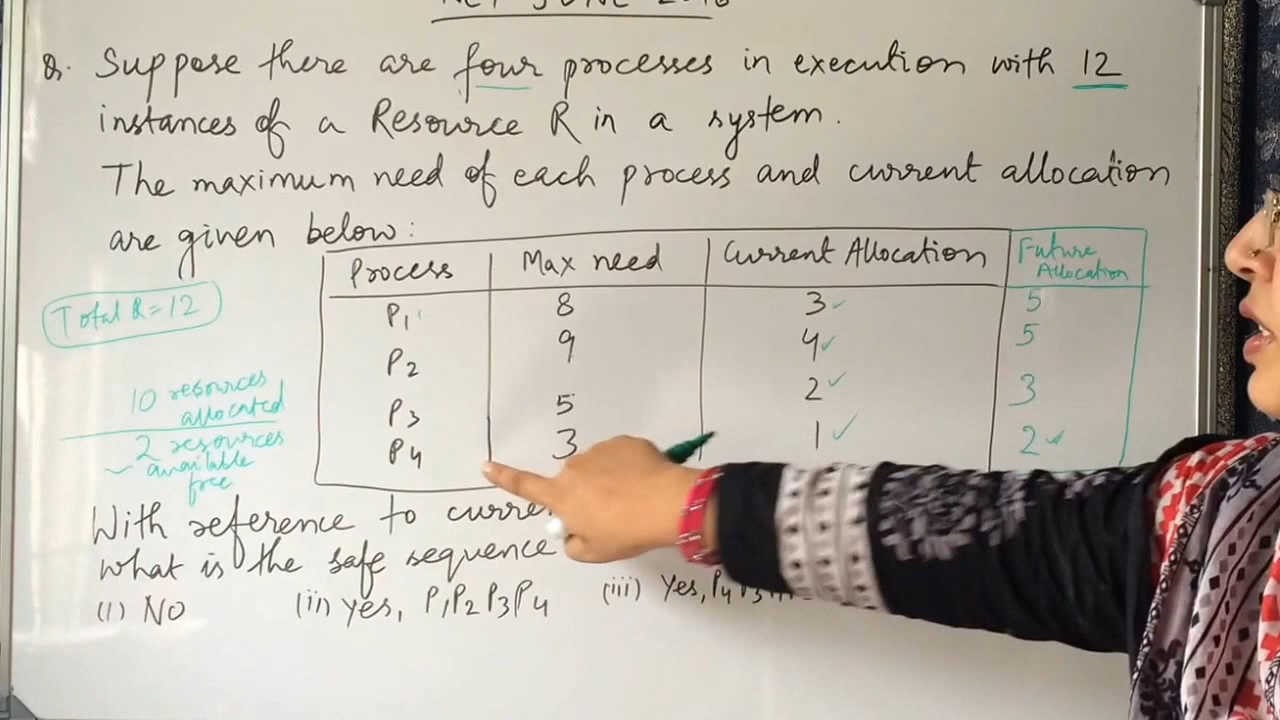 Q. Suppose there are four processes in execution with 12
instances of a Resource R in a system.
The maximum need of each process and current allocation
are given below:
Process Max need Current Allocation Future Allocation
P1 8 3 ✓ 5
P2 9 4 ✓ 5
P3 5 2 ✓ 3
P4 3 1 ✓ 2 ✓
Total R = 12
10 resources
allocated
2 resources
available
free
With reference to
what is the safe sequence
(i) NO (ii) Yes, P1P2P3P4 (iii) Yes, P4